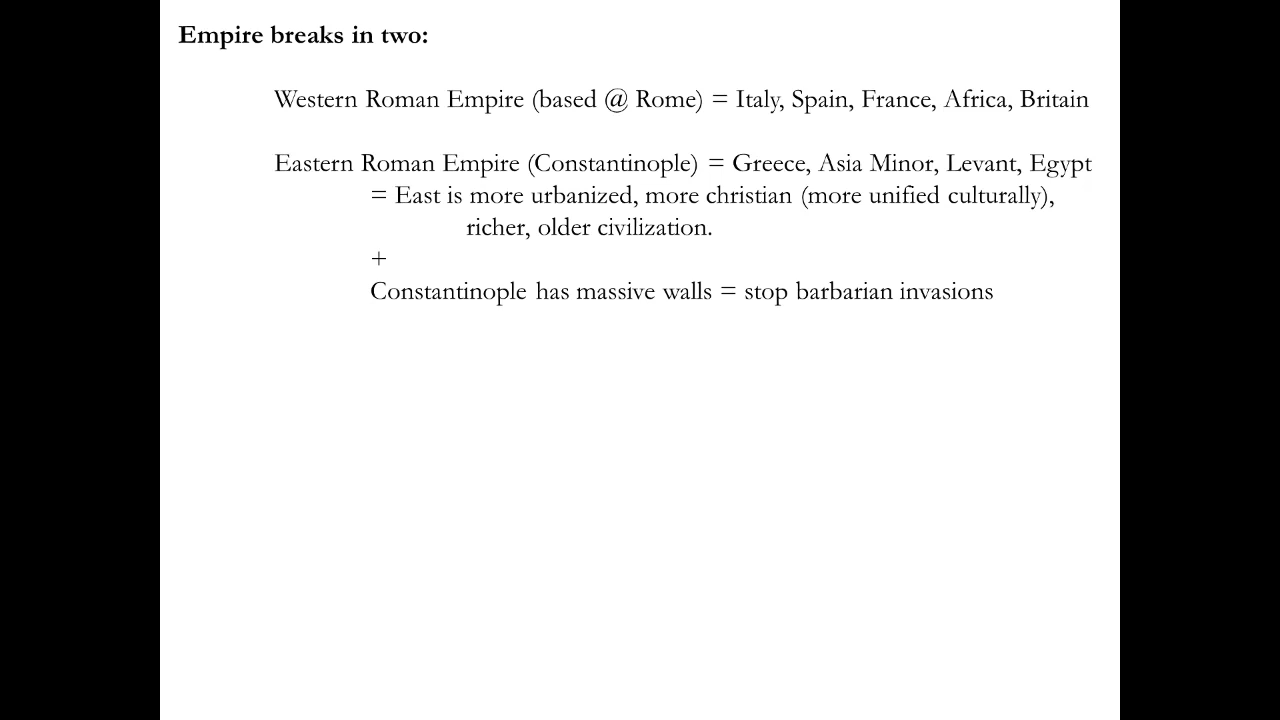 Empire breaks in two:
Western Roman Empire (based @ Rome) = Italy, Spain, France, Africa, Britain
Eastern Roman Empire (Constantinople) = Greece, Asia Minor, Levant, Egypt
= East is more urbanized, more christian (more unified culturally),
richer, older civilization.
+
Constantinople has massive walls = stop barbarian invasions